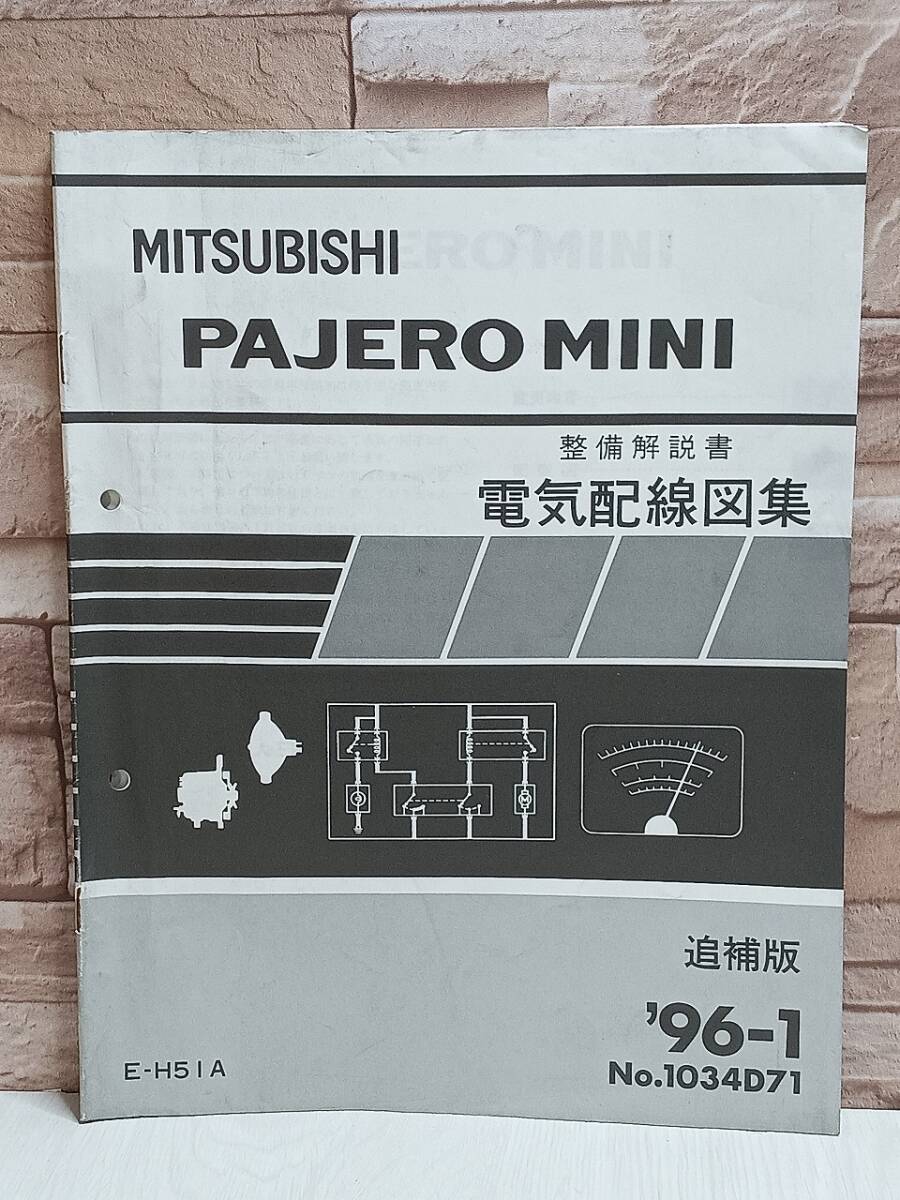 MITSUBISHI
PAJERO MINI
整備解説書
電気配線図集
追補版
'96-1
No.1034D71
E-H51A